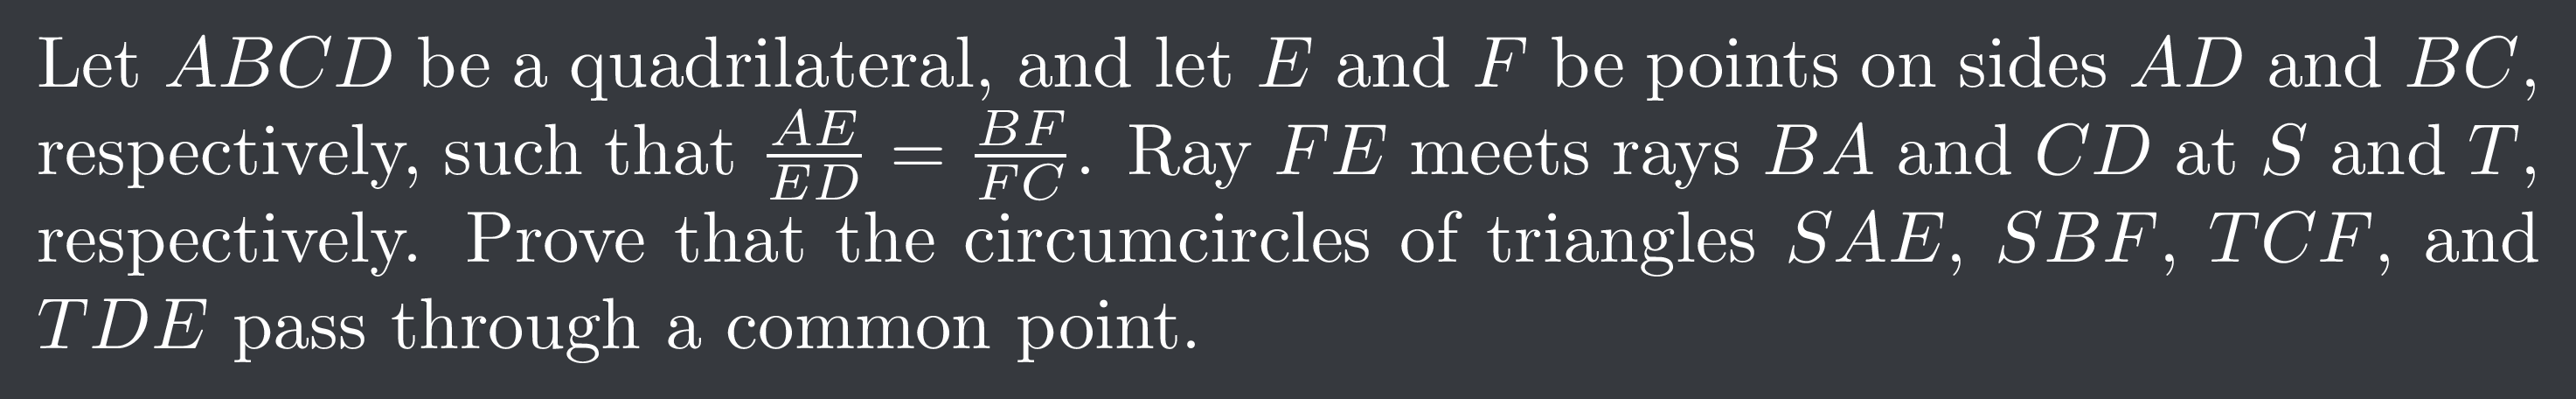 Let ABCD be a quadrilateral, and let E and F be points on sides AD and BC,
respectively, such that \frac{AE}{ED} = \frac{BF}{FC}. Ray FE meets rays BA and CD at S and T,
respectively. Prove that the circumcircles of triangles SAE, SBF, TCF, and
TDE pass through a common point.